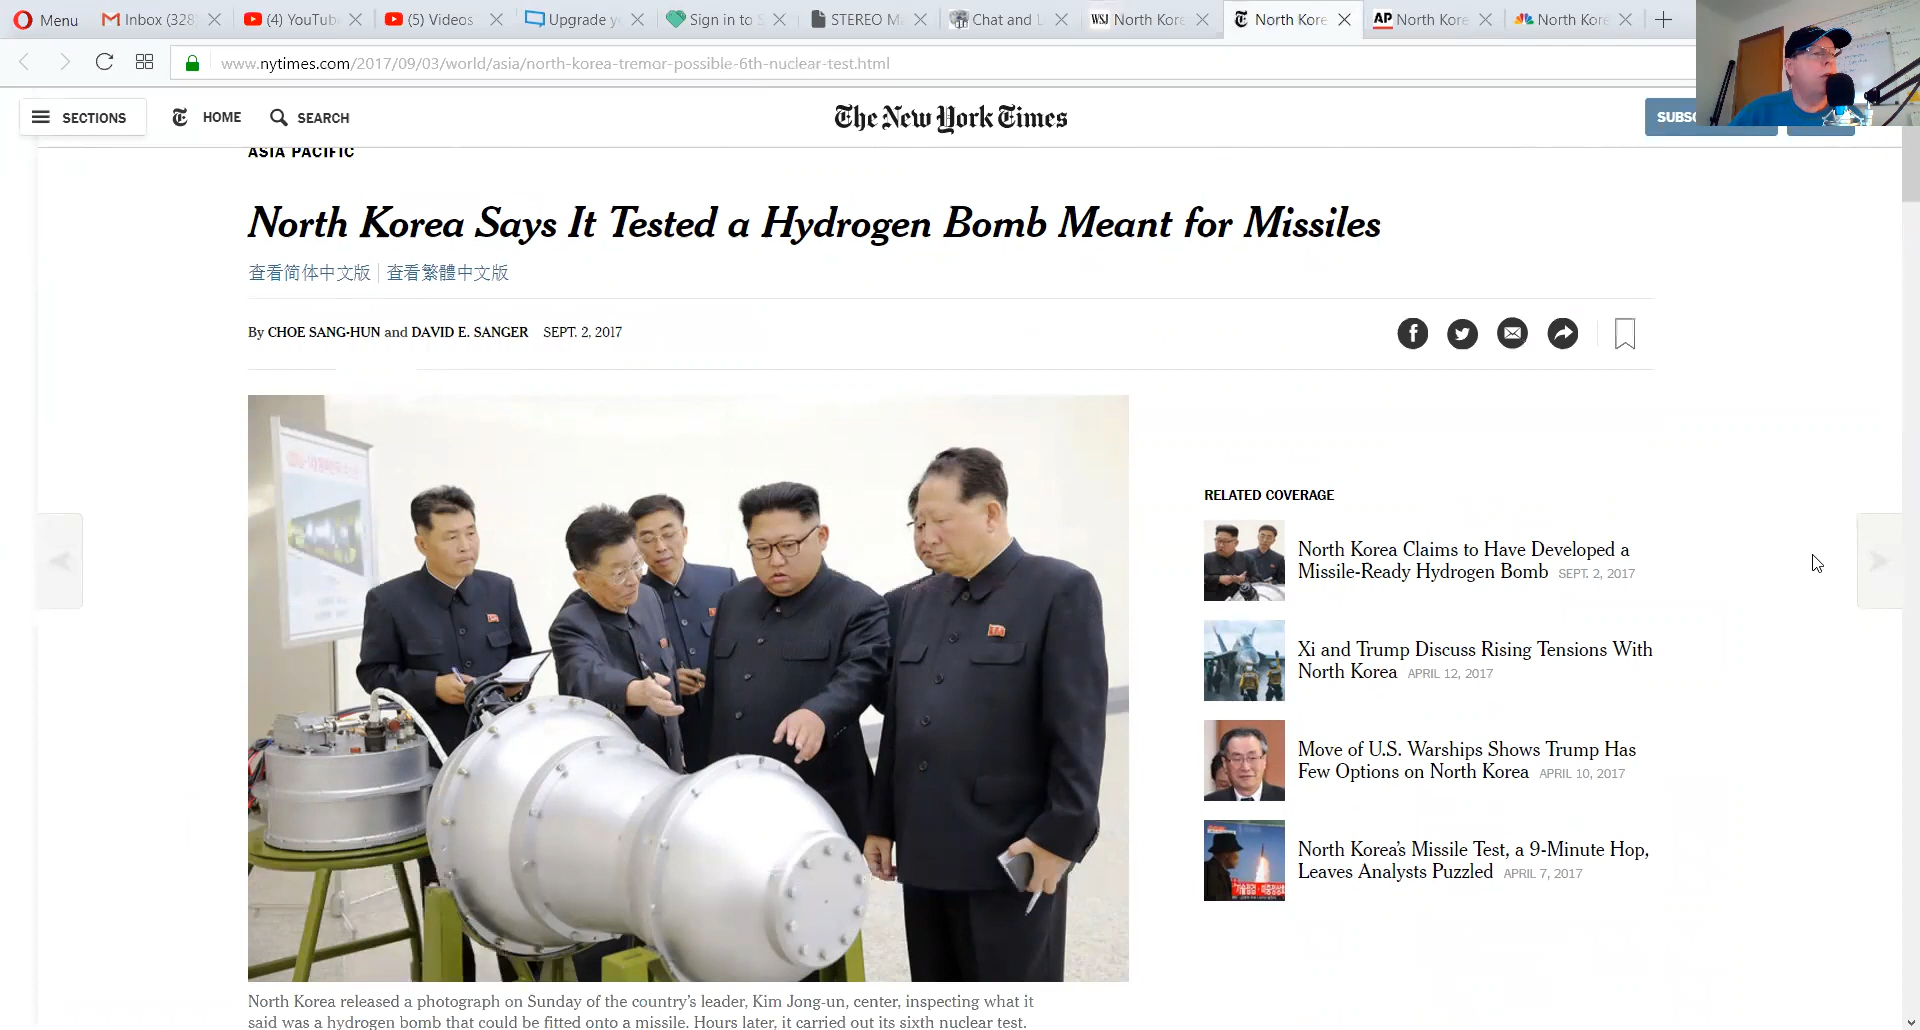 Menu
Inbox (328
(4) YouTub
(5) Videos
Upgrade y
Sign in to S
STEREO M
Chat and L
WSJ North Kore
North Kore
AP North Kore
North Kore
www.nytimes.com/2017/09/03/world/asia/north-korea-tremor-possible-6th-nuclear-test.html
SECTIONS
HOME
SEARCH
The New York Times
SUBSC
ASIA PACIFIC
North Korea Says It Tested a Hydrogen Bomb Meant for Missiles
查看简体中文版 | 查看繁體中文版
By CHOE SANG-HUN and DAVID E. SANGER SEPT. 2, 2017
RELATED COVERAGE
North Korea Claims to Have Developed a
Missile-Ready Hydrogen Bomb SEPT. 2, 2017
Xi and Trump Discuss Rising Tensions With
North Korea APRIL 12, 2017
Move of U.S. Warships Shows Trump Has
Few Options on North Korea APRIL 10, 2017
North Korea's Missile Test, a 9-Minute Hop,
Leaves Analysts Puzzled APRIL 7, 2017
North Korea released a photograph on Sunday of the country's leader, Kim Jong-un, center, inspecting what it
said was a hydrogen bomb that could be fitted onto a missile. Hours later, it carried out its sixth nuclear test.